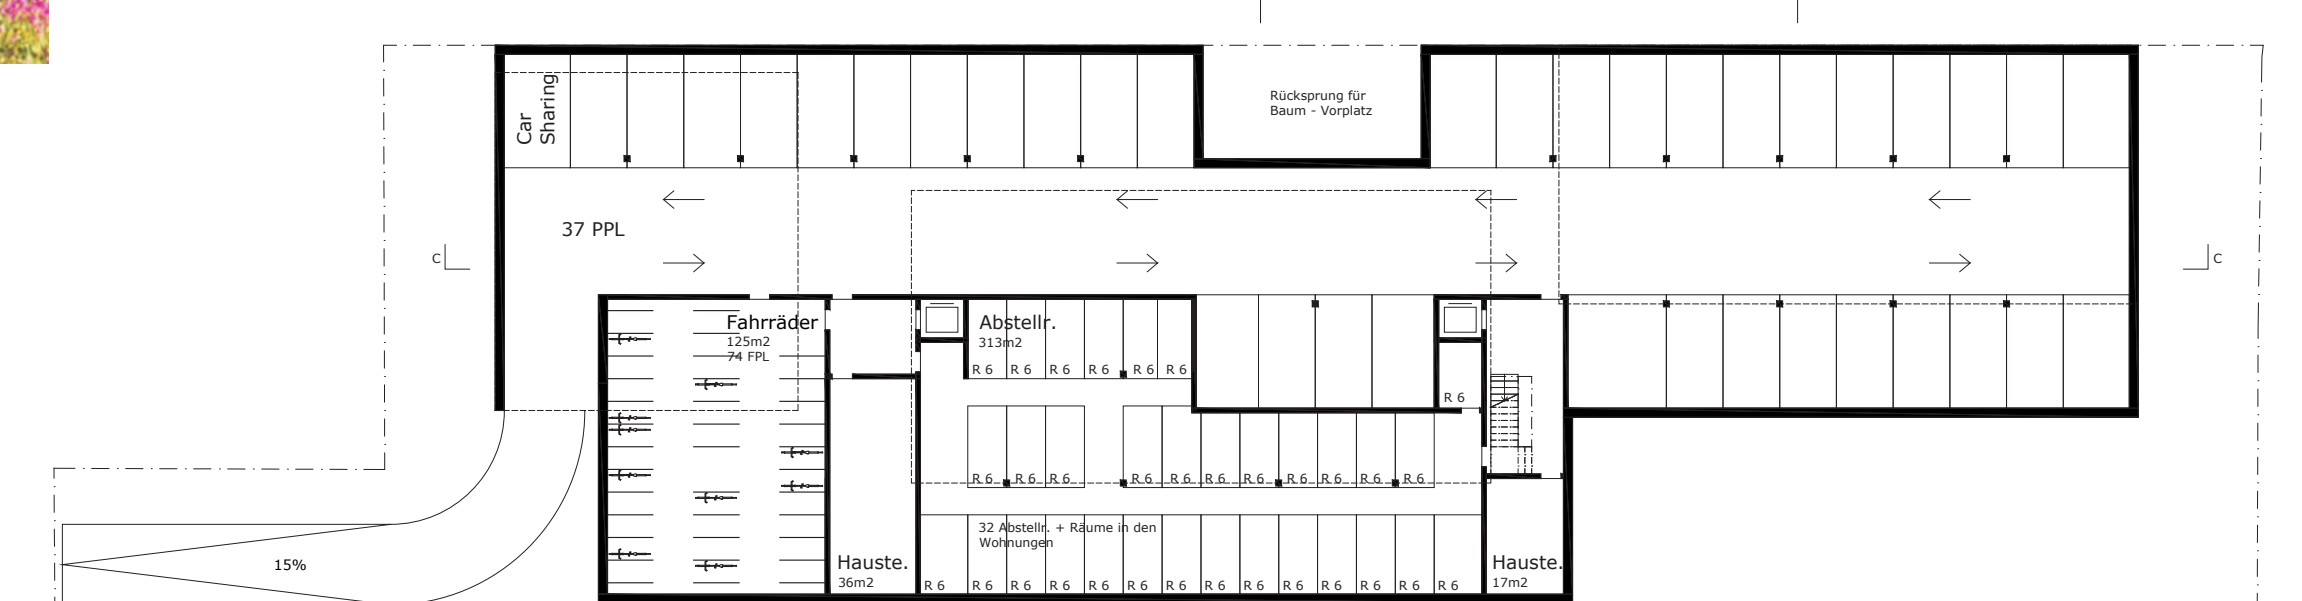 Car
Sharing
Rücksprung für
Baum - Vorplatz
37 PPL
C
C
Fahrräder
125m2
74 FPL
Abstellr.
313m2
R 6 R 6 R 6 R 6 R 6 R 6
R 6
R 6 R 6 R 6 R 6 R 6 R 6 R 6 R 6 R 6 R 6 R 6
32 Abstellr. + Räume in den
Wohnungen
15%
Hauste.
36m2
Hauste.
17m2
R 6 R 6 R 6 R 6 R 6 R 6 R 6 R 6 R 6 R 6 R 6 R 6 R 6 R 6